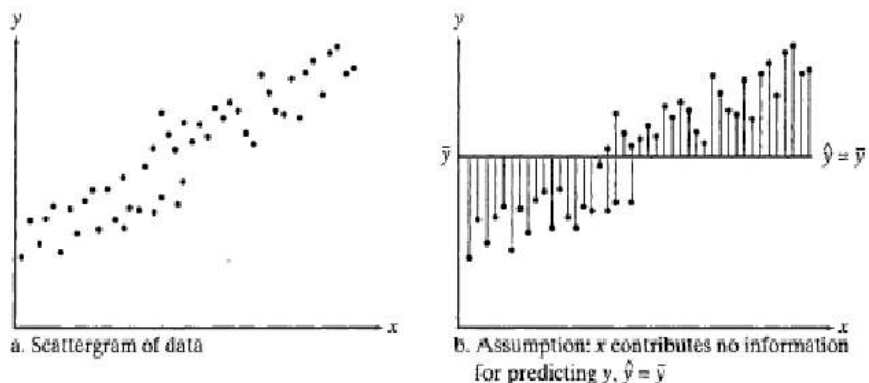 y
x
a. Scattergram of data
y
ȳ
ŷ = ȳ
x
b. Assumption: x contributes no information
for predicting y, ŷ = ȳ